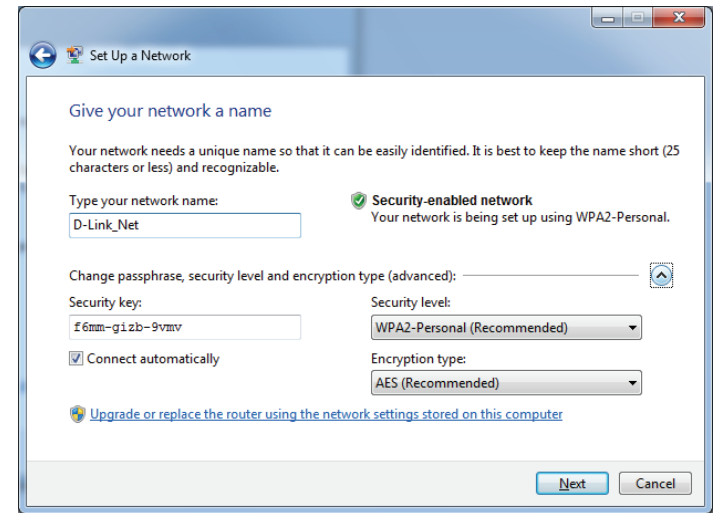 Set Up a Network
Give your network a name
Your network needs a unique name so that it can be easily identified. It is best to keep the name short (25
characters or less) and recognizable.
Type your network name:
D-Link_Net
Security-enabled network
Your network is being set up using WPA2-Personal.
Change passphrase, security level and encryption type (advanced):
Security key:
f6mm-gizb-9vmv
Security level:
WPA2-Personal (Recommended)
Connect automatically
Encryption type:
AES (Recommended)
Upgrade or replace the router using the network settings stored on this computer
Next
Cancel